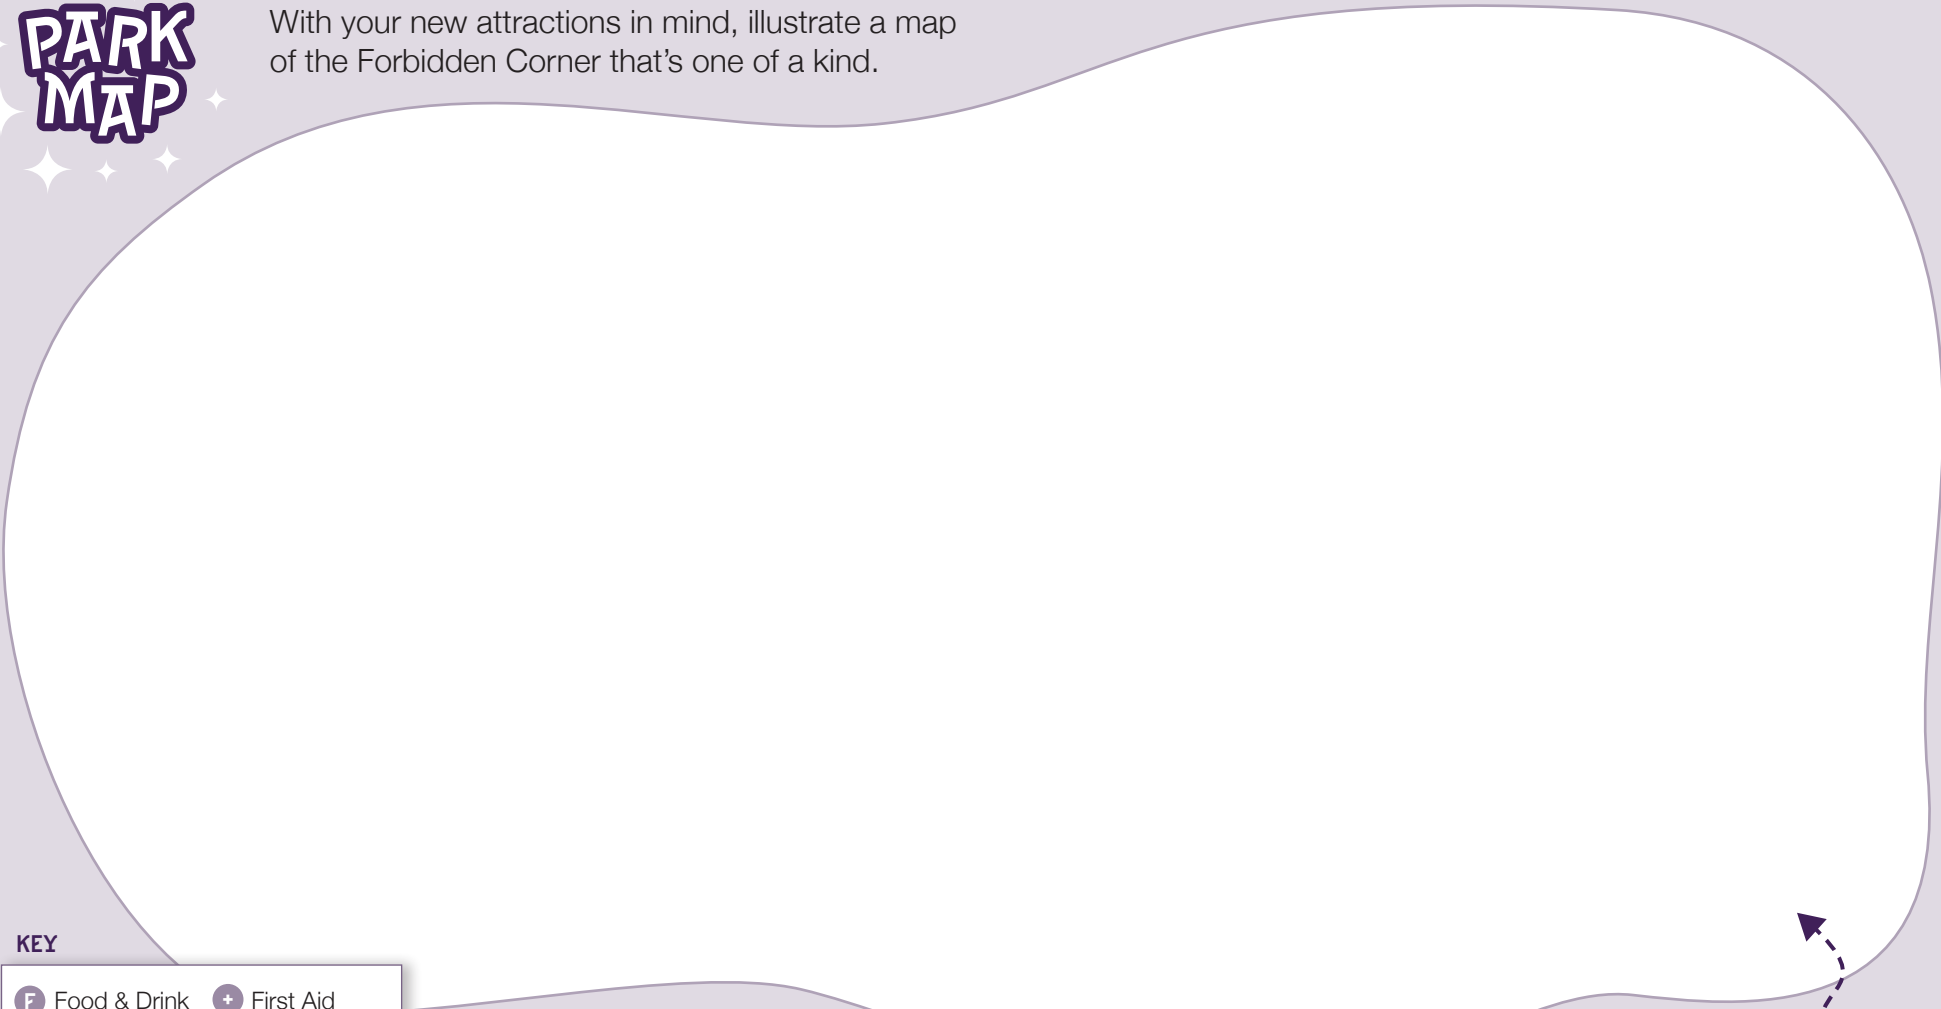 PARK
MAP
With your new attractions in mind, illustrate a map
of the Forbidden Corner that’s one of a kind.
KEY
F Food & Drink + First Aid